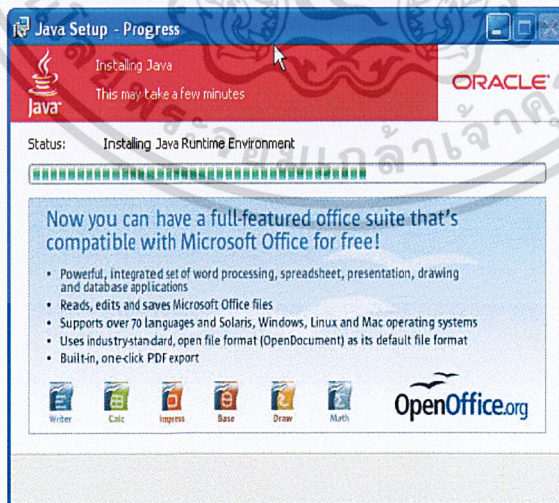 Java Setup - Progress
Installing Java
This may take a few minutes
Java
ORACLE
Status: Installing Java Runtime Environment
Now you can have a full-featured office suite that's
compatible with Microsoft Office for free!
• Powerful, integrated set of word processing, spreadsheet, presentation, drawing
and database applications
• Reads, edits and saves Microsoft Office files
• Supports over 70 languages and Solaris, Windows, Linux and Mac operating systems
• Uses industry-standard, open file format (OpenDocument) as its default file format
• Built-in, one-click PDF export
Writer Calc Impress Base Draw Math
OpenOffice.org